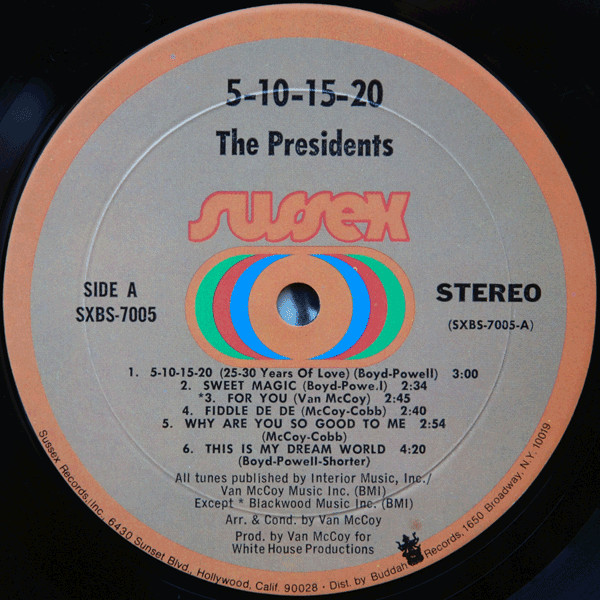 5-10-15-20
The Presidents
sussex
SIDE A
SXBS-7005
STEREO
(SXBS-7005-A)
1. 5-10-15-20 (25-30 Years Of Love) (Boyd-Powell) 3:00
2. SWEET MAGIC (Boyd-Powe.l) 2:34
*3. FOR YOU (Van McCoy) 2:45
4. FIDDLE DE DE (McCoy-Cobb) 2:40
5. WHY ARE YOU SO GOOD TO ME 2:54
(McCoy-Cobb)
6. THIS IS MY DREAM WORLD 4:20
(Boyd-Powell-Shorter)
All tunes published by Interior Music, Inc./
Van McCoy Music Inc. (BMI)
Except * Blackwood Music Inc. (BMI)
Arr. & Cond. by Van McCoy
Prod. by Van McCoy for
White House Productions
Sussex Records, Inc., 6430 Sunset Blvd., Hollywood, Calif. 90028 - Dist. by Buddah Records, 1650 Broadway, N.Y. 10019